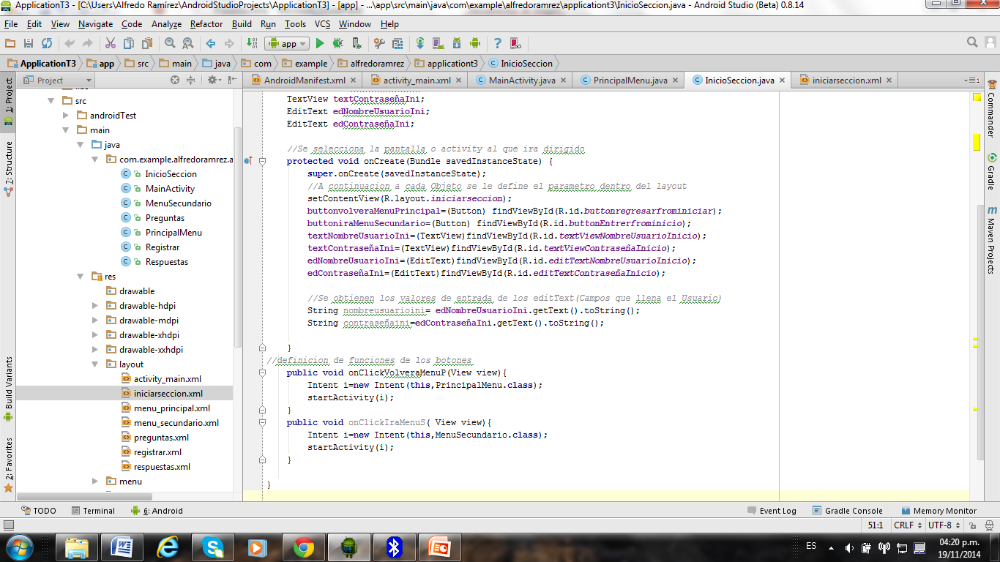 ApplicationT3 - [C:\Users\Alfredo Ramírez\AndroidStudioProjects\ApplicationT3] - [app] - ...\app\src\main\java\com\example\alfredoramrez\applicationt3\InicioSeccion.java - Android Studio (Beta) 0.8.14
File Edit View Navigate Code Analyze Refactor Build Run Tools VCS Window Help
app
ApplicationT3 app src main java com example alfredoramrez applicationt3 InicioSeccion
Project
AndroidManifest.xml activity_main.xml MainActivity.java PrincipalMenu.java InicioSeccion.java iniciarseccion.xml
1: Project
7: Structure
Build Variants
2: Favorites
src
androidTest
main
java
com.example.alfredoramrez.a
InicioSeccion
MainActivity
MenuSecundario
Preguntas
PrincipalMenu
Registrar
Respuestas
res
drawable
drawable-hdpi
drawable-mdpi
drawable-xhdpi
drawable-xxhdpi
layout
activity_main.xml
iniciarseccion.xml
menu_principal.xml
menu_secundario.xml
preguntas.xml
registrar.xml
respuestas.xml
menu
TextView textContraseñaIni;
EditText edNombreUsuarioIni;
EditText edContraseñaIni;
//Se selecciona la pantalla o activity al que ira dirigido
protected void onCreate(Bundle savedInstanceState) {
super.onCreate(savedInstanceState);
//A continuacion a cada Objeto se le define el parametro dentro del layout
setContentView(R.layout.iniciarseccion);
buttonvolveraMenuPrincipal=(Button) findViewById(R.id.buttonregresarfrominiciar);
buttoniraMenuSecundario=(Button) findViewById(R.id.buttonEntrerfrominicio);
textNombreUsuarioIni=(TextView)findViewById(R.id.textViewNombreUsuarioInicio);
textContraseñaIni=(TextView)findViewById(R.id.textViewContraseñaInicio);
edNombreUsuarioIni=(EditText)findViewById(R.id.editTextNombreUsuarioInicio);
edContraseñaIni=(EditText)findViewById(R.id.editTextContraseñaInicio);
//Se obtienen los valores de entrada de los editText(Campos que llena el Usuario)
String nombreusuarioini= edNombreUsuarioIni.getText().toString();
String contraseñaini=edContraseñaIni.getText().toString();
}
//definicion de funciones de los botones
public void onClickVolveraMenuP(View view){
Intent i=new Intent(this,PrincipalMenu.class);
startActivity(i);
}
public void onClickIraMenuS( View view){
Intent i=new Intent(this,MenuSecundario.class);
startActivity(i);
}
}
1
Commander
Gradle
m
Maven Projects
TODO Terminal 6: Android Event Log Gradle Console Memory Monitor
51:1 CRLF UTF-8
ES 04:20 p.m.
19/11/2014